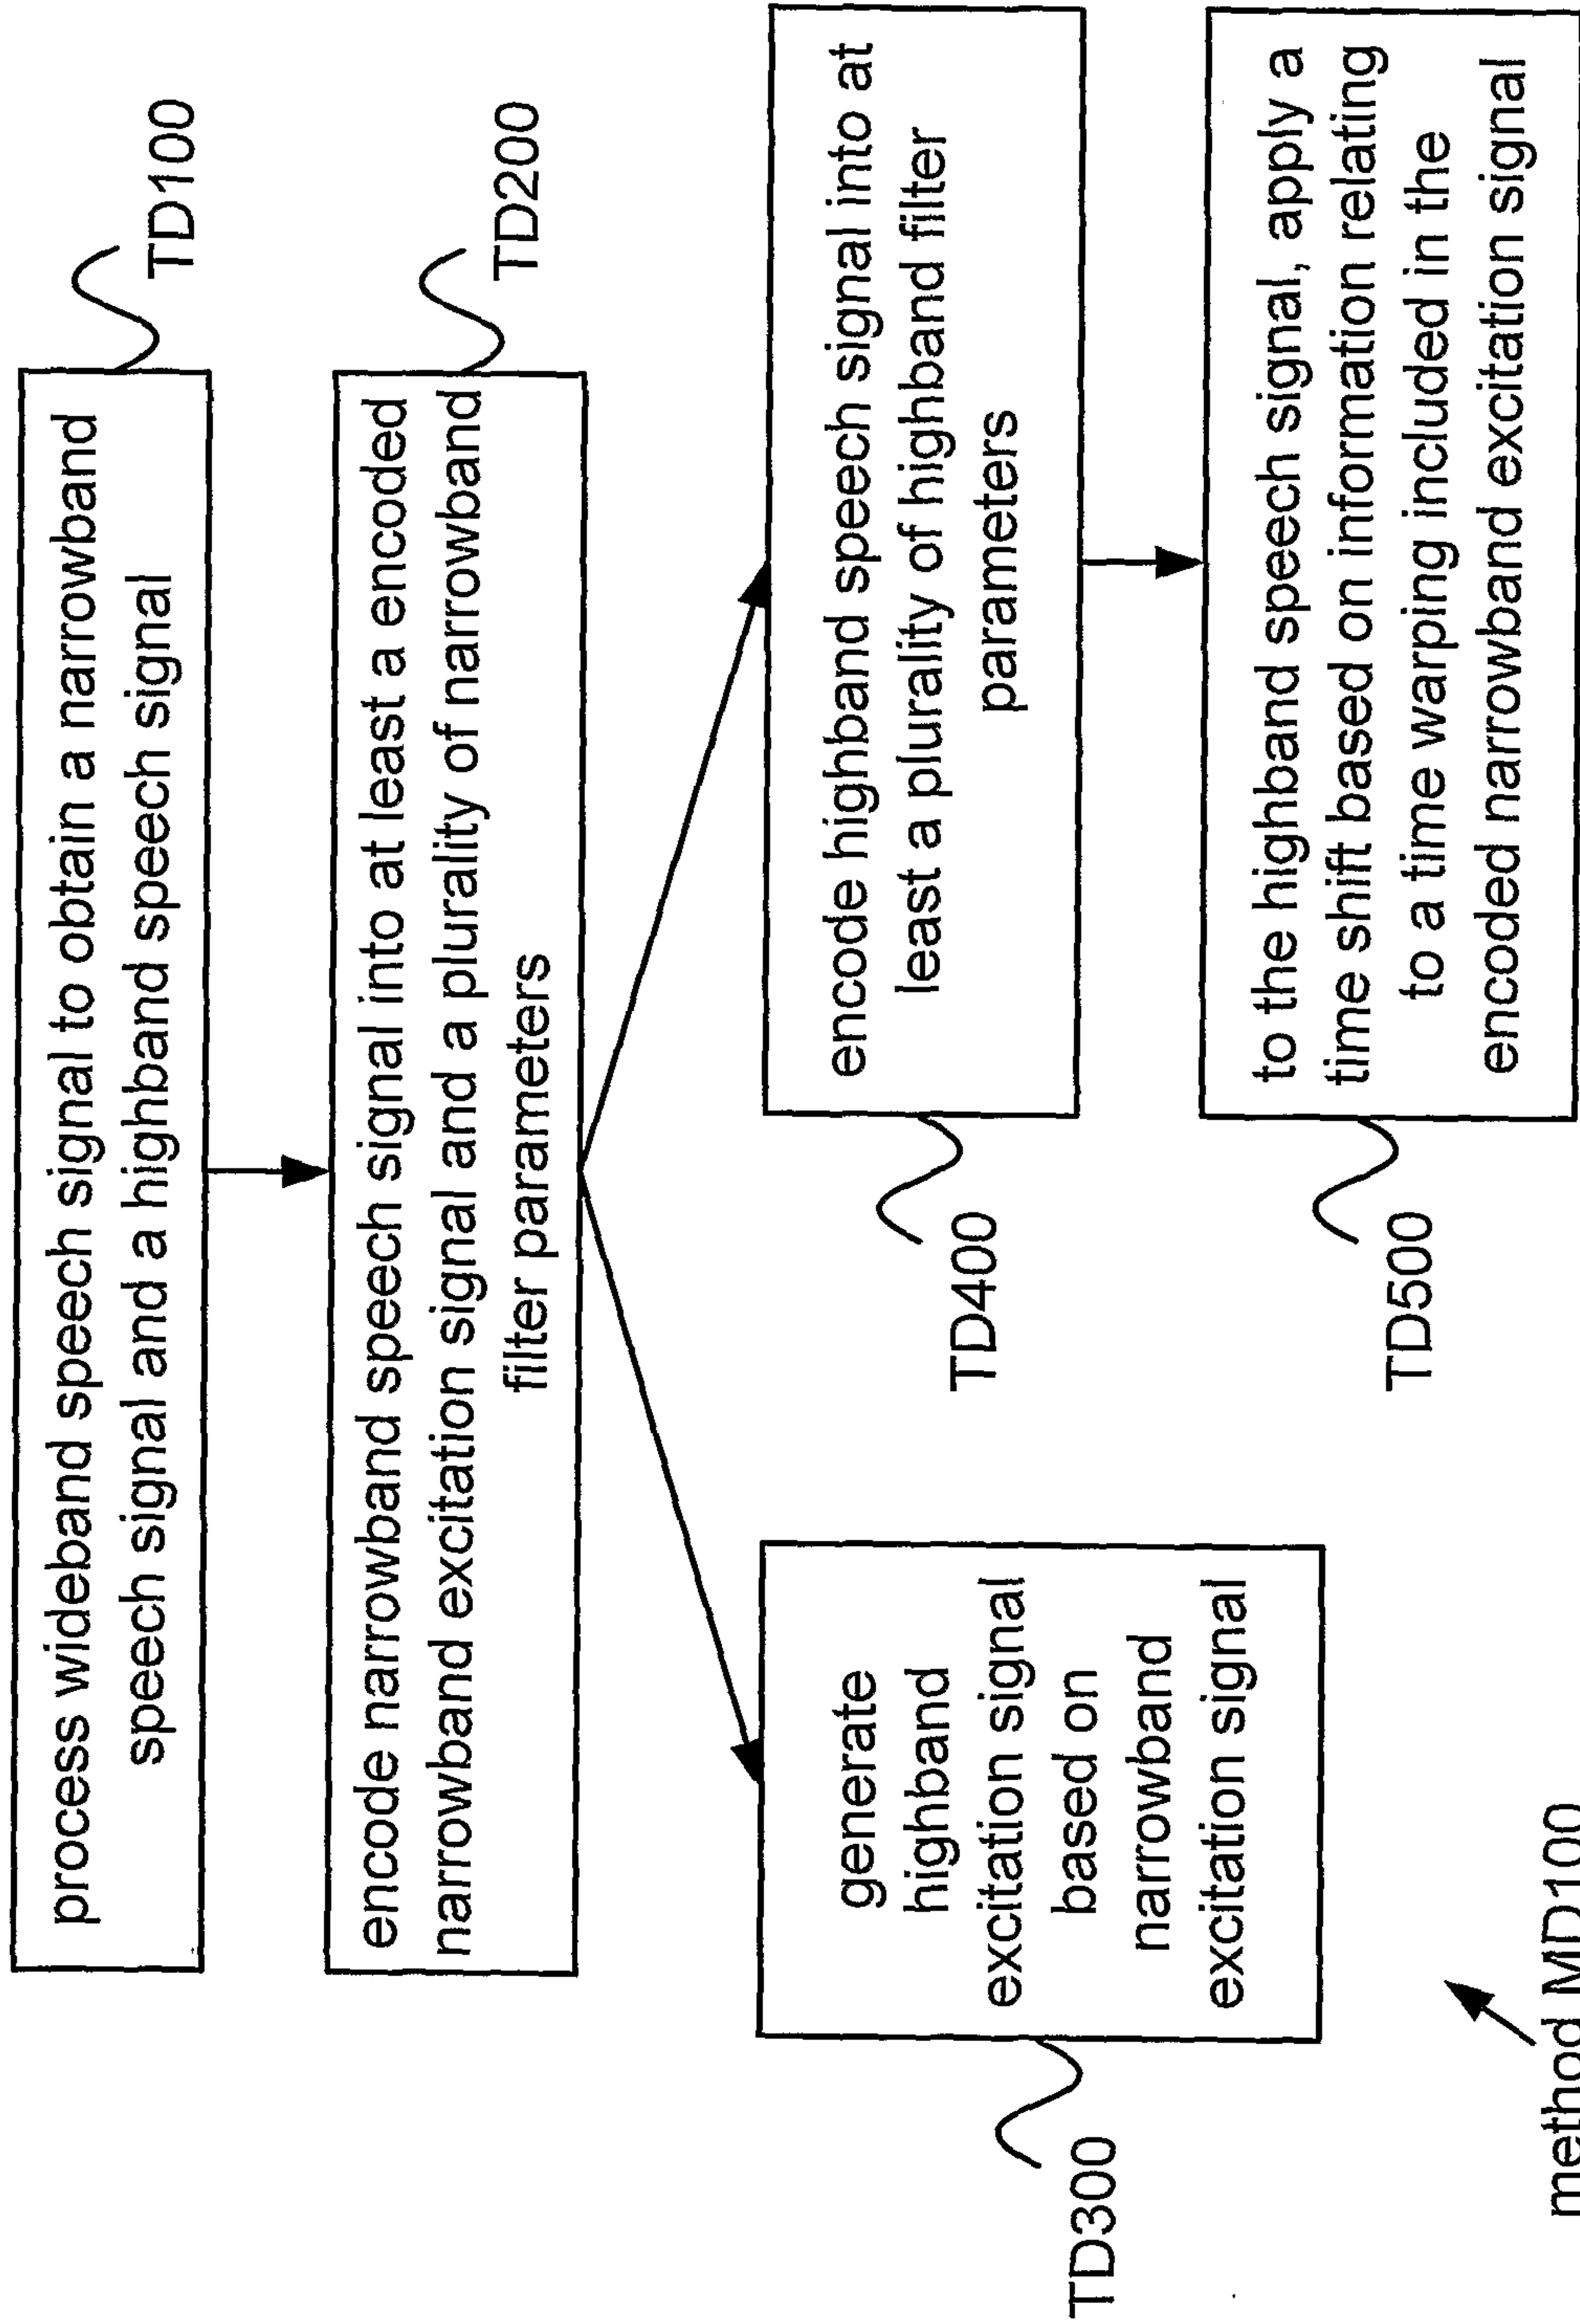 process wideband speech signal to obtain a narrowband
speech signal and a highband speech signal
TD100
encode narrowband speech signal into at least a encoded
narrowband excitation signal and a plurality of narrowband
filter parameters
TD200
generate
highband
excitation signal
based on
narrowband
excitation signal
TD300
encode highband speech signal into at
least a plurality of highband filter
parameters
TD400
to the highband speech signal, apply a
time shift based on information relating
to a time warping included in the
encoded narrowband excitation signal
TD500
method MD100